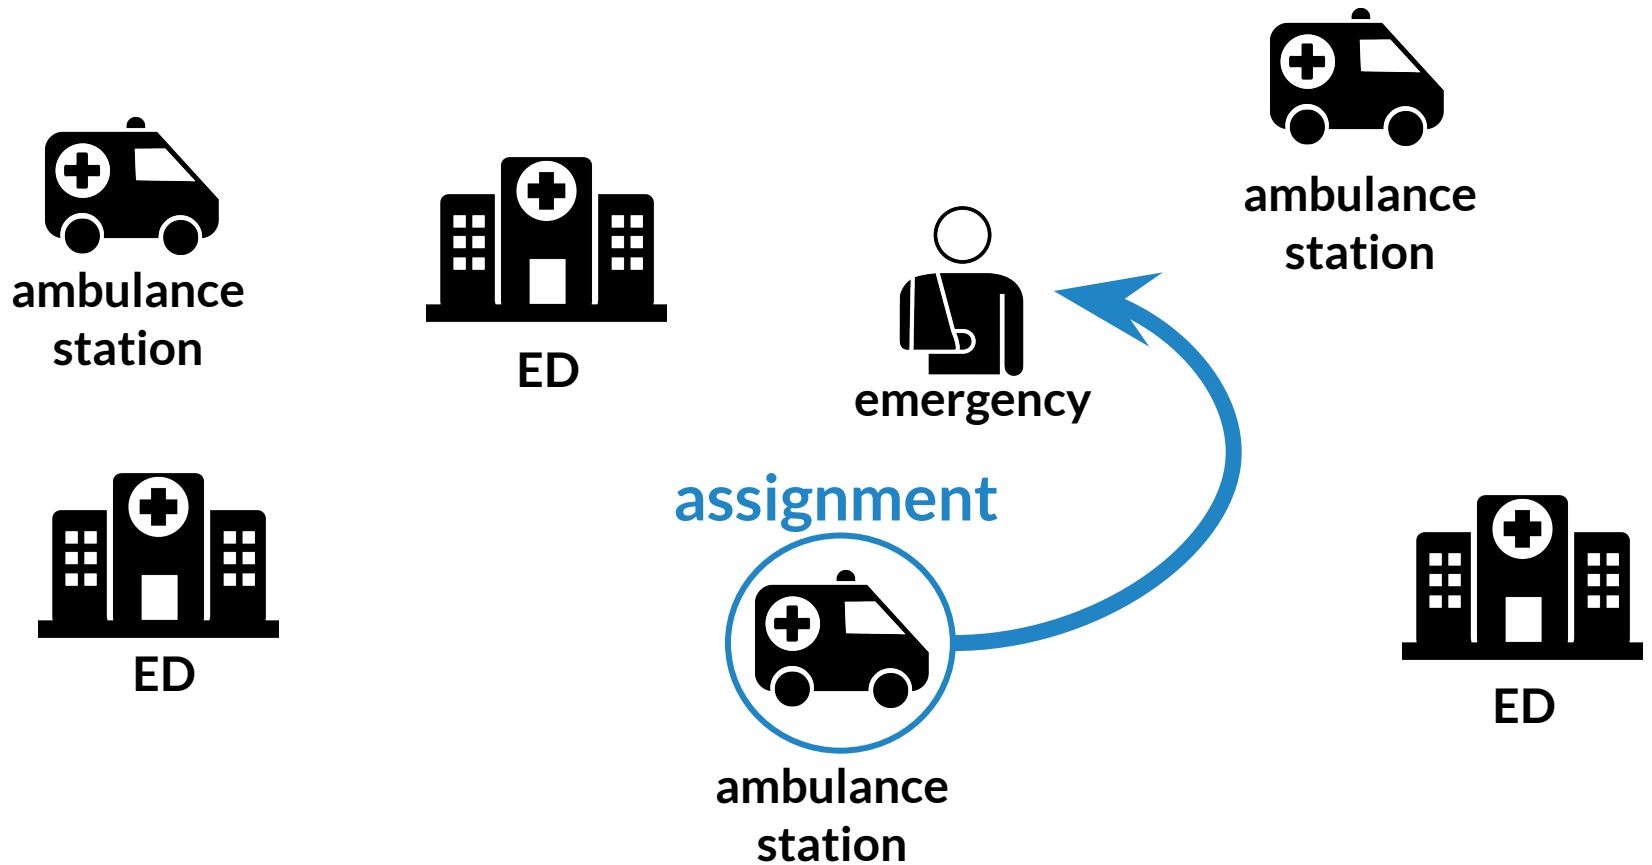 ambulance
station
ambulance
station
ED
emergency
assignment
ED
ED
ambulance
station